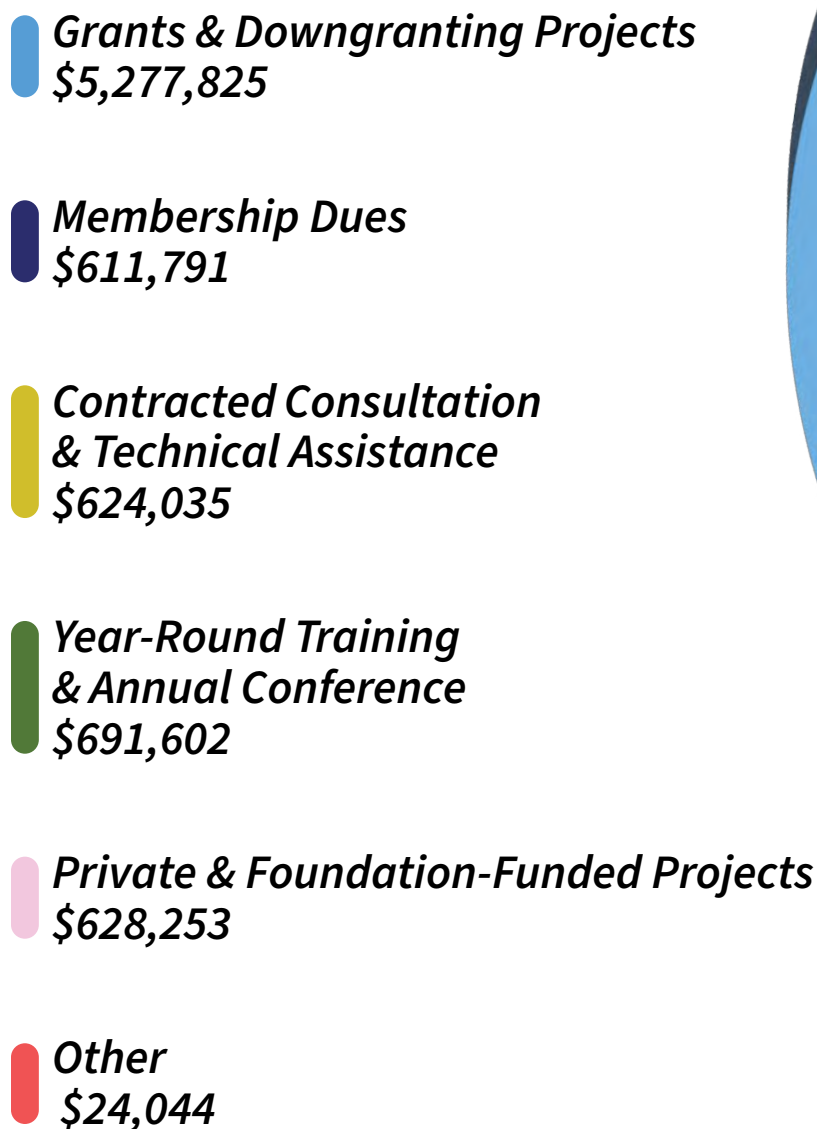 Grants & Downgranting Projects
$5,277,825
Membership Dues
$611,791
Contracted Consultation
& Technical Assistance
$624,035
Year-Round Training
& Annual Conference
$691,602
Private & Foundation-Funded Projects
$628,253
Other
$24,044